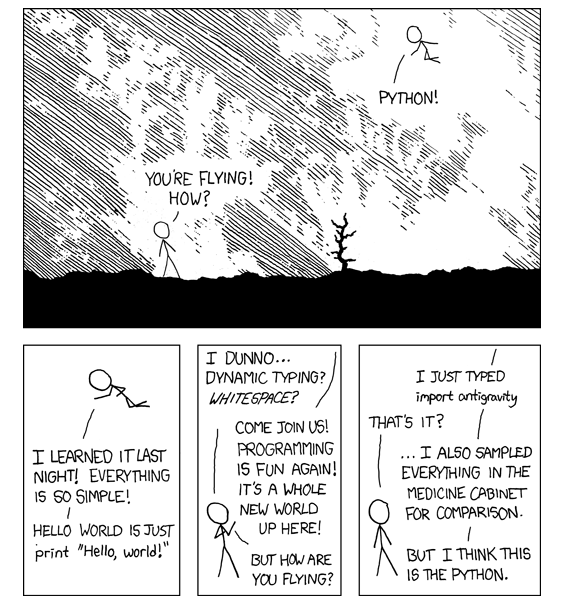 YOU'RE FLYING!
HOW?
PYTHON!
I LEARNED IT LAST
NIGHT! EVERYTHING
IS SO SIMPLE!
HELLO WORLD IS JUST
print "Hello, world!"
I DUNNO...
DYNAMIC TYPING?
WHITESPACE?
COME JOIN US!
PROGRAMMING
IS FUN AGAIN!
IT'S A WHOLE
NEW WORLD
UP HERE!
BUT HOW ARE
YOU FLYING?
I JUST TYPED
import antigravity
THAT'S IT?
... I ALSO SAMPLED
EVERYTHING IN THE
MEDICINE CABINET
FOR COMPARISON.
BUT I THINK THIS
IS THE PYTHON.